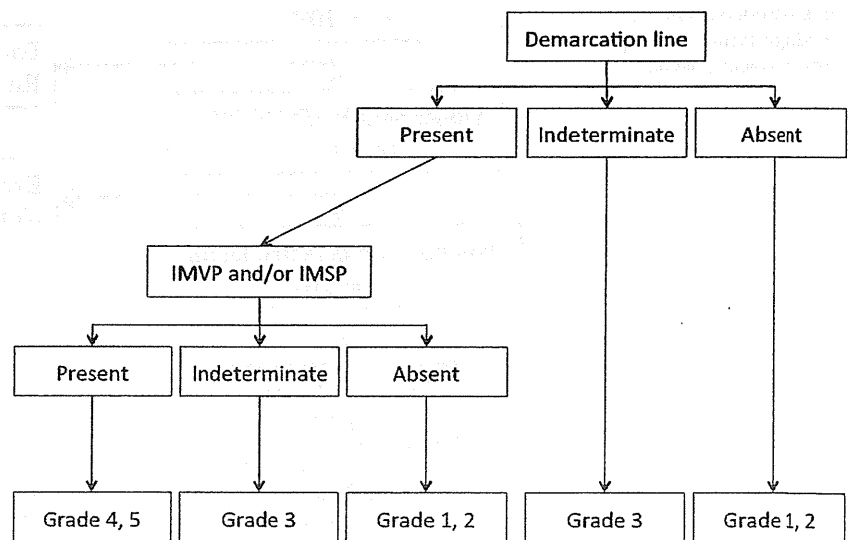 Demarcation line
Present
Indeterminate
Absent
IMVP and/or IMSP
Present
Indeterminate
Absent
Grade 4, 5
Grade 3
Grade 1, 2
Grade 3
Grade 1, 2